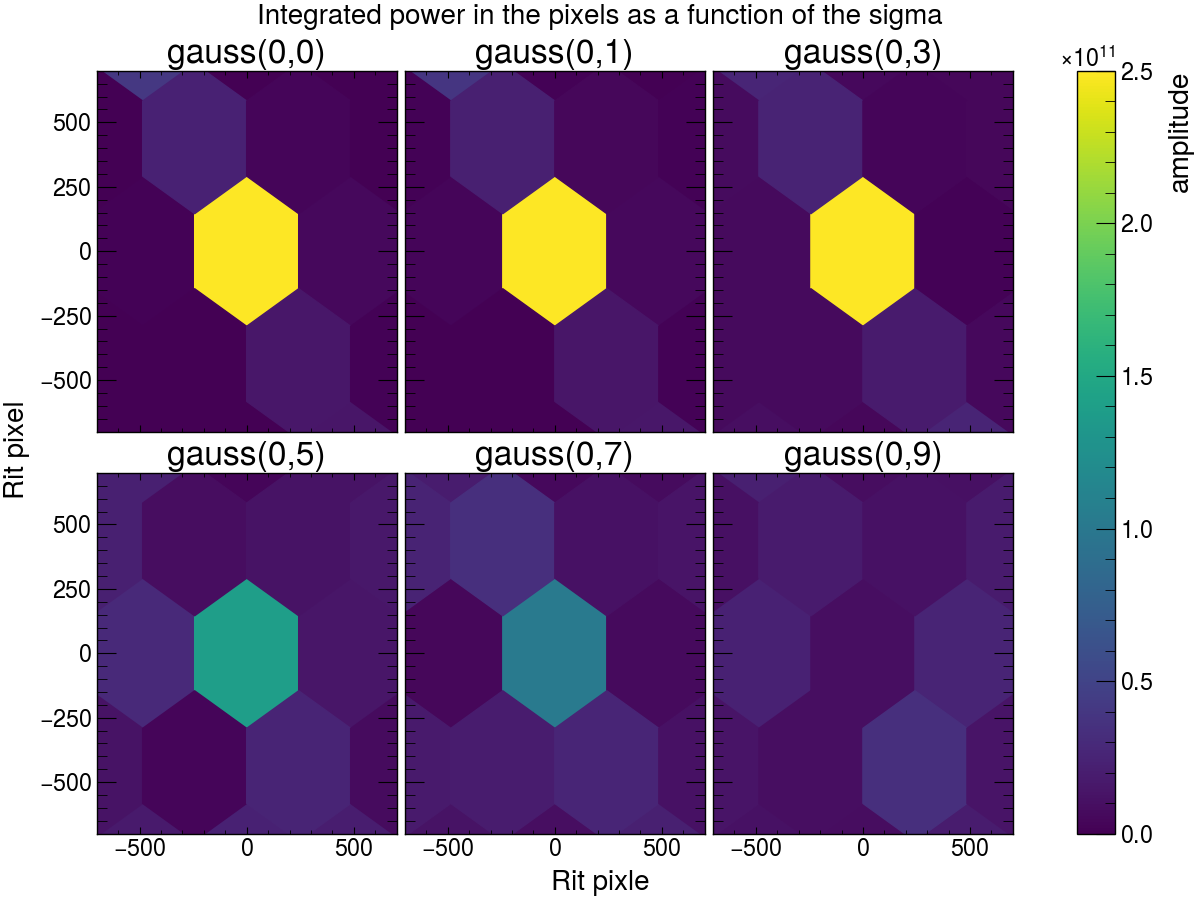 Integrated power in the pixels as a function of the sigma
gauss(0,0)
gauss(0,1)
gauss(0,3)
×10¹¹
500
250
0
−250
−500
gauss(0,5)
gauss(0,7)
gauss(0,9)
500
250
0
−250
−500
−500 0 500
−500 0 500
−500 0 500
Rit pixle
Rit pixel
2.5
2.0
1.5
1.0
0.5
0.0
amplitude